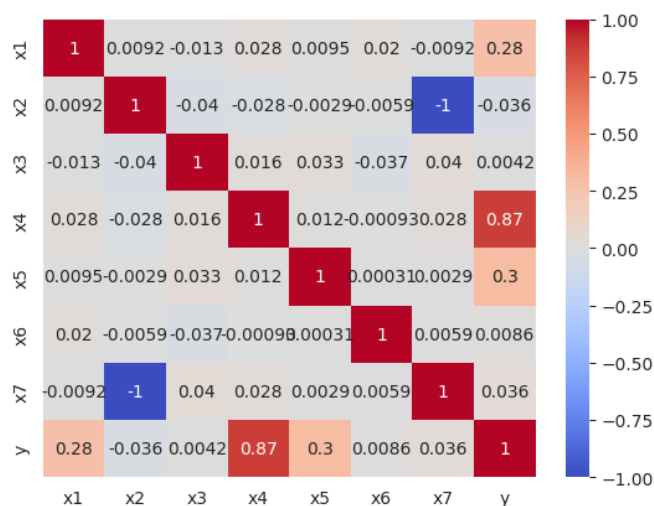 x1 1 0.0092 -0.013 0.028 0.0095 0.02 -0.0092 0.28
x2 0.0092 1 -0.04 -0.028 -0.0029 -0.0059 -1 -0.036
x3 -0.013 -0.04 1 0.016 0.033 -0.037 0.04 0.0042
x4 0.028 -0.028 0.016 1 0.012 -0.00093 0.028 0.87
x5 0.0095 -0.0029 0.033 0.012 1 0.00031 0.0029 0.3
x6 0.02 -0.0059 -0.037 -0.00093 0.00031 1 0.0059 0.0086
x7 -0.0092 -1 0.04 0.028 0.0029 0.0059 1 0.036
y 0.28 -0.036 0.0042 0.87 0.3 0.0086 0.036 1
x1 x2 x3 x4 x5 x6 x7 y
1.00
0.75
0.50
0.25
0.00
−0.25
−0.50
−0.75
−1.00